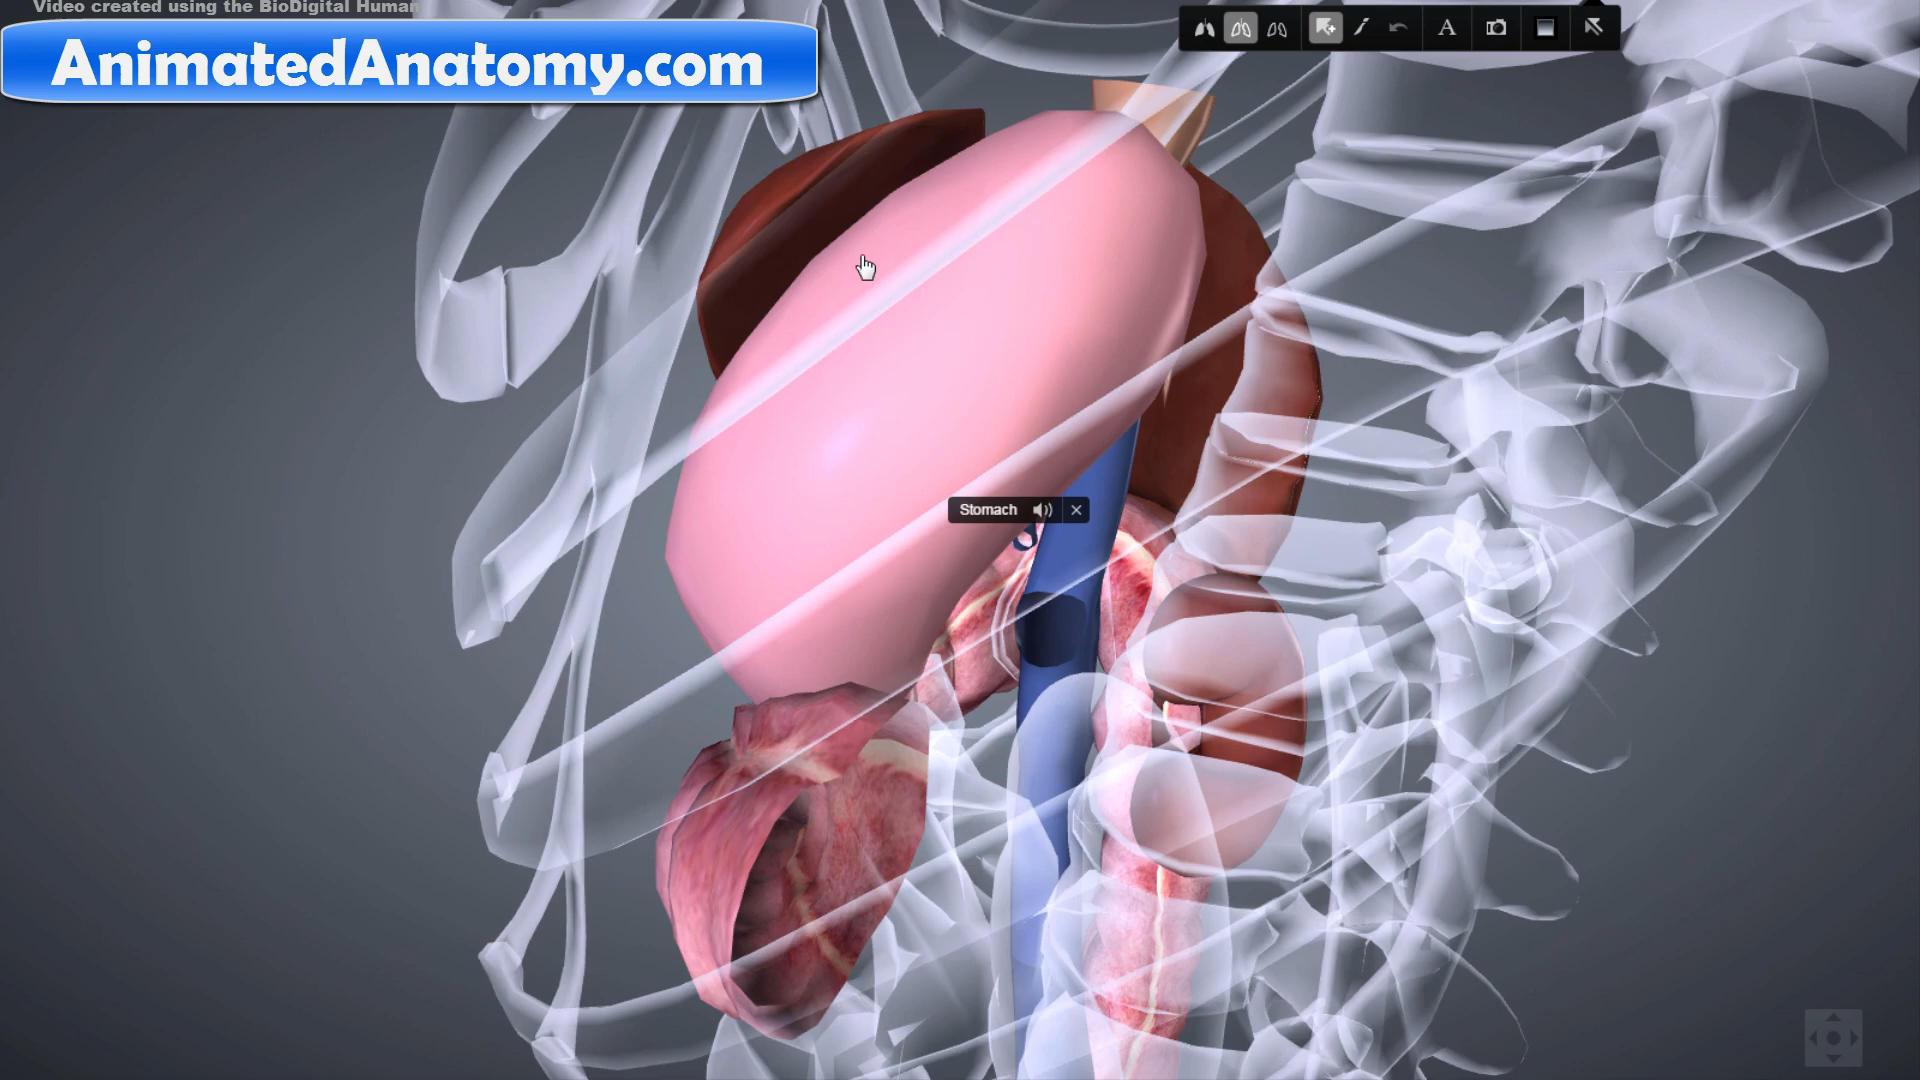 Video created using the BioDigital Human
AnimatedAnatomy.com
A
Stomach